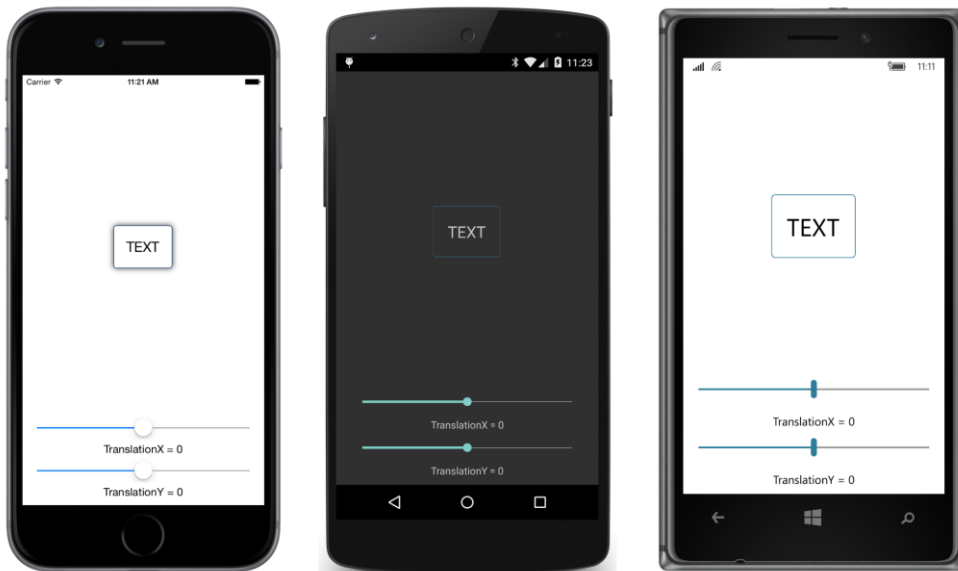 Carrier 11:21 AM
TEXT
TranslationX = 0
TranslationY = 0
11:23
TEXT
TranslationX = 0
TranslationY = 0
11:11
TEXT
TranslationX = 0
TranslationY = 0